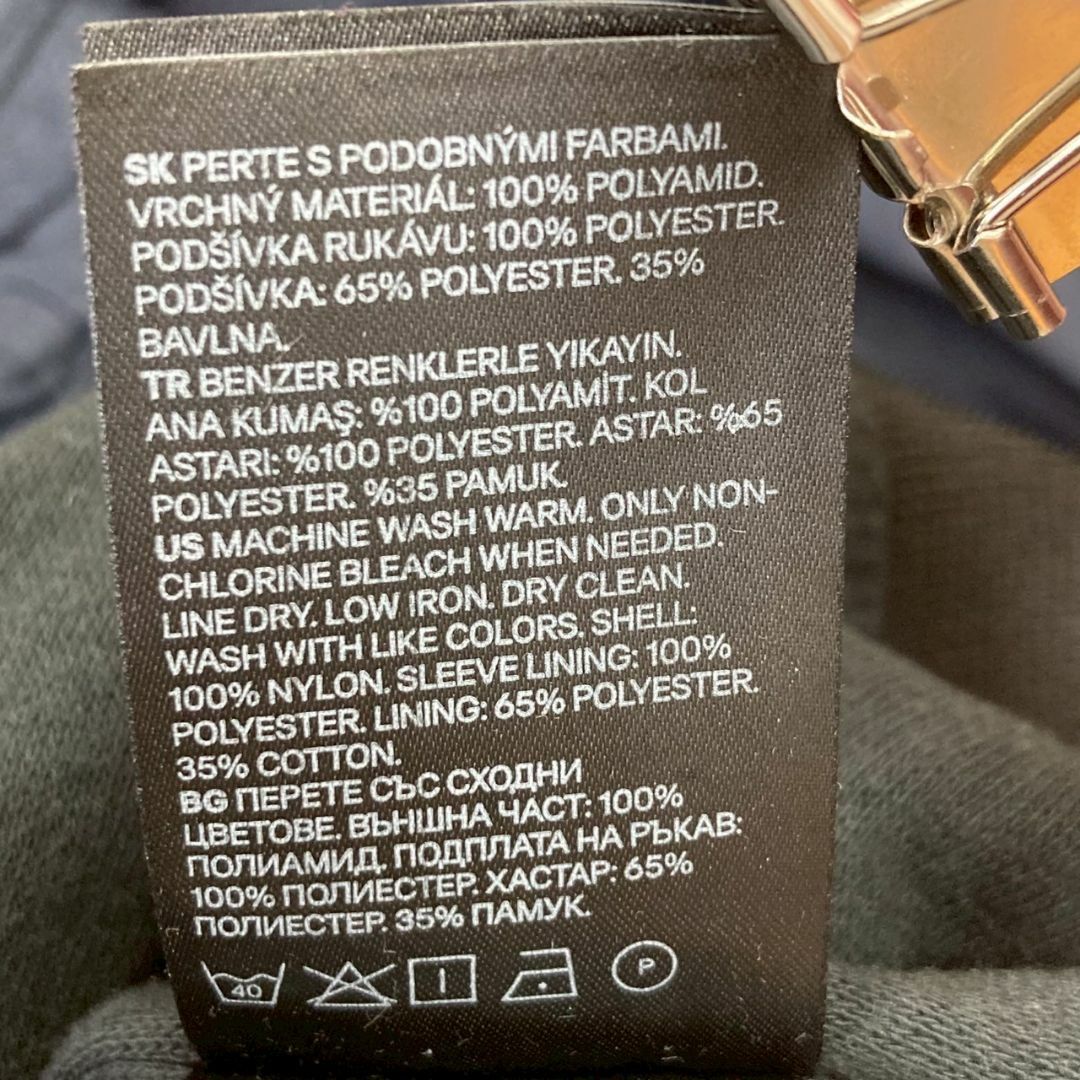 SK PERTE S PODOBNÝMI FARBAMI.
VRCHNÝ MATERIÁL: 100% POLYAMID.
PODŠÍVKA RUKÁVU: 100% POLYESTER.
PODŠÍVKA: 65% POLYESTER. 35%
BAVLNA.
TR BENZER RENKLERLE YIKAYIN.
ANA KUMAŞ: %100 POLYAMİT. KOL
ASTARI: %100 POLYESTER. ASTAR: %65
POLYESTER. %35 PAMUK.
US MACHINE WASH WARM. ONLY NON-
CHLORINE BLEACH WHEN NEEDED.
LINE DRY. LOW IRON. DRY CLEAN.
WASH WITH LIKE COLORS. SHELL:
100% NYLON. SLEEVE LINING: 100%
POLYESTER. LINING: 65% POLYESTER.
35% COTTON.
BG ПЕРЕТЕ СЪС СХОДНИ
ЦВЕТОВЕ. ВЪНШНА ЧАСТ: 100%
ПОЛИАМИД. ПОДПЛАТА НА РЪКАВ:
100% ПОЛИЕСТЕР. ХАСТАР: 65%
ПОЛИЕСТЕР. 35% ПАМУК.
40 P